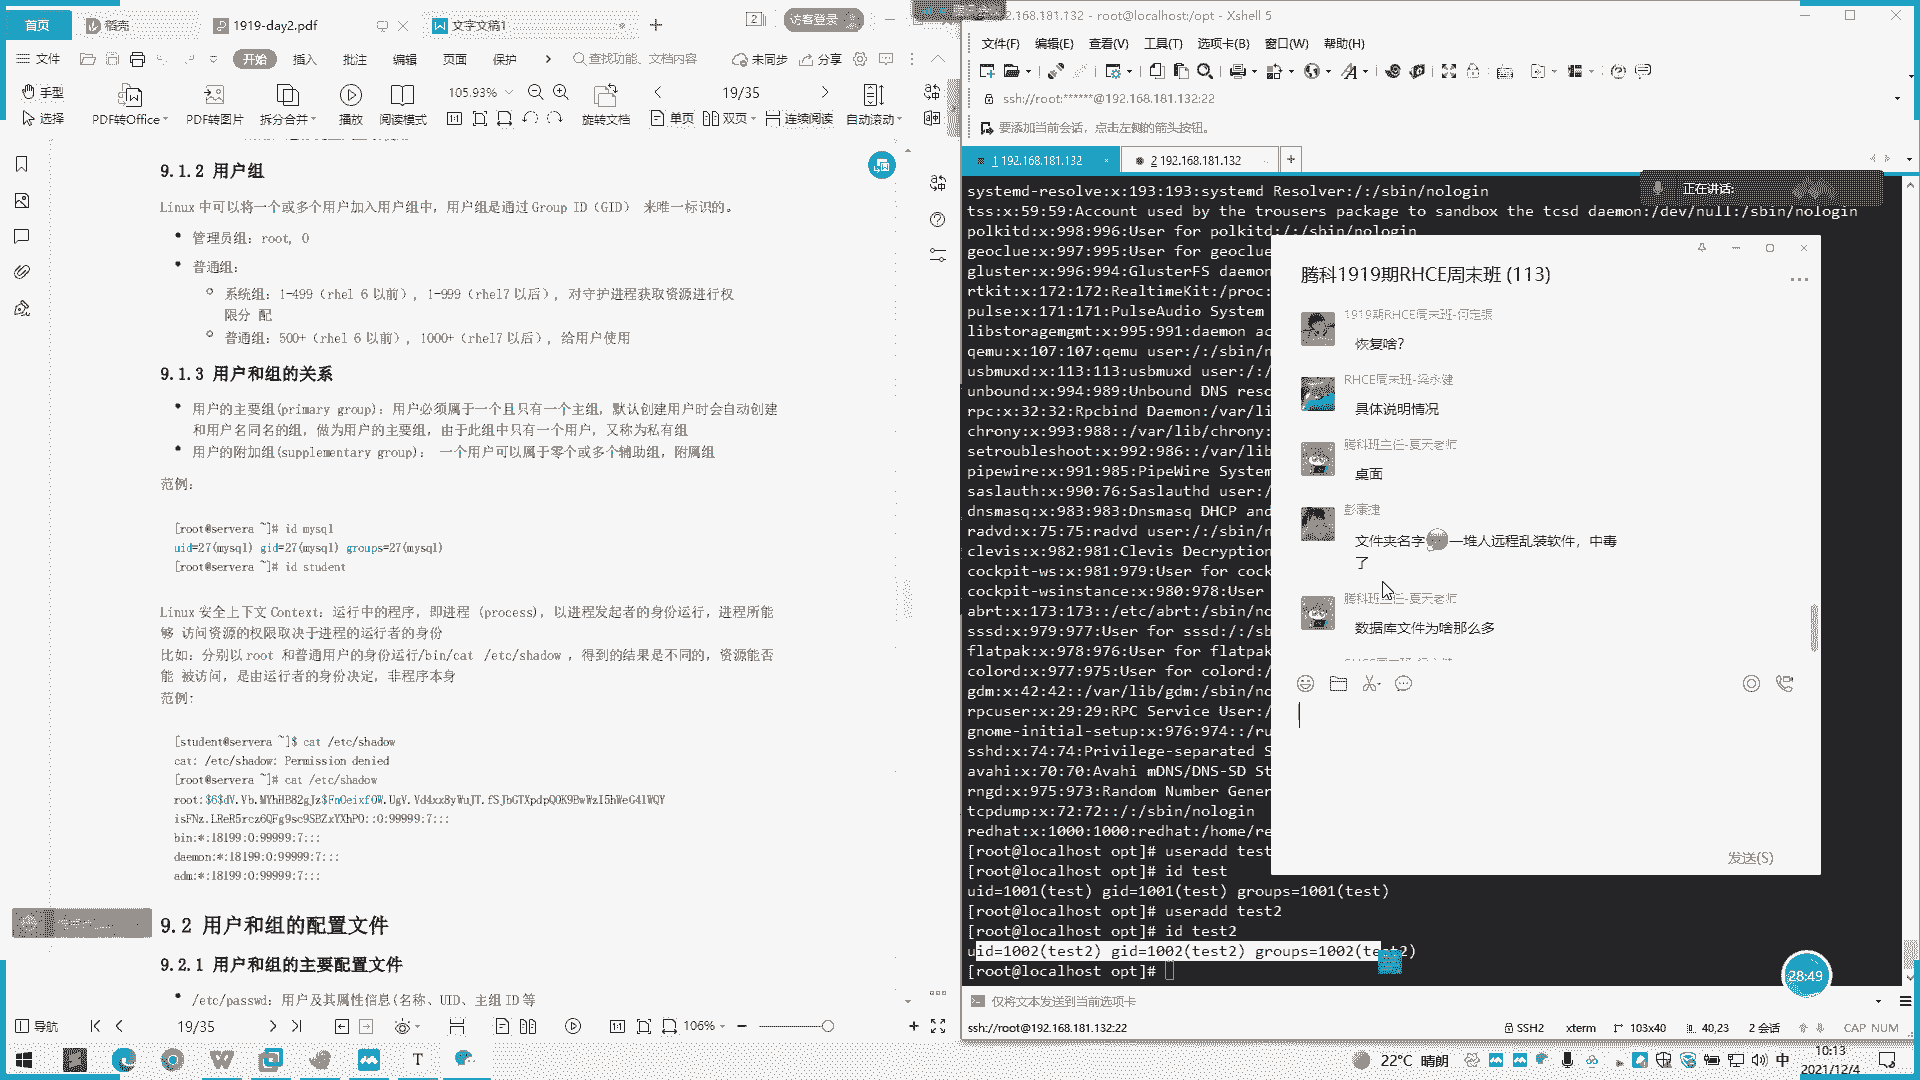 首页
稻壳
1919-day2.pdf
文字文稿1
访客登录
文件
开始
插入
批注
编辑
页面
保护
查找功能、文档内容
未同步
分享
手型
选择
PDF转Office
PDF转图片
拆分合并
播放
阅读模式
105.93%
旋转文档
19/35
单页
双页
连续阅读
自动滚动
9.1.2 用户组
Linux 中可以将一个或多个用户加入用户组中，用户组是通过Group ID（GID） 来唯一标识的。
管理员组：root, 0
普通组：
系统组：1-499（rhel 6 以前）, 1-999（rhel7 以后）, 对守护进程获取资源进行权
限分 配
普通组：500+（rhel 6 以前）, 1000+（rhel7 以后）, 给用户使用
9.1.3 用户和组的关系
用户的主要组(primary group)：用户必须属于一个且只有一个主组，默认创建用户时会自动创建
和用户名同名的组，做为用户的主要组，由于此组中只有一个用户，又称为私有组
用户的附加组(supplementary group)： 一个用户可以属于零个或多个辅助组，附属组
范例：
[root@servera ~]# id mysql
uid=27(mysql) gid=27(mysql) groups=27(mysql)
[root@servera ~]# id student
Linux 安全上下文 Context：运行中的程序，即进程 (process)，以进程发起者的身份运行，进程所能
够 访问资源的权限取决于进程的运行者的身份
比如：分别以root 和普通用户的身份运行/bin/cat /etc/shadow ，得到的结果是不同的，资源能否
能 被访问，是由运行者的身份决定，非程序本身
范例：
[student@servera ~]$ cat /etc/shadow
cat: /etc/shadow: Permission denied
[root@servera ~]# cat /etc/shadow
bin:*:18199:0:99999:7:::
daemon:*:18199:0:99999:7:::
adm:*:18199:0:99999:7:::
9.2 用户和组的配置文件
9.2.1 用户和组的主要配置文件
/etc/passwd：用户及其属性信息(名称、UID、主组ID等
导航
19/35
106%
192.168.181.132 - root@localhost:/opt - Xshell 5
文件(F) 编辑(E) 查看(V) 工具(T) 选项卡(B) 窗口(W) 帮助(H)
ssh://root:******@192.168.181.132:22
要添加当前会话，点击左侧的箭头按钮。
1 192.168.181.132
2 192.168.181.132
正在讲话:
systemd-resolve:x:193:193:systemd Resolver:/:/sbin/nologin
tss:x:59:59:Account used by the trousers package to sandbox the tcsd daemon:/dev/null:/sbin/nologin
polkitd:x:998:996:User for polkitd:/:/sbin/nologin
geoclue:x:997:995:User for geoclue
gluster:x:996:994:GlusterFS daemon
rtkit:x:172:172:RealtimeKit:/proc:
pulse:x:171:171:PulseAudio System
libstoragemgmt:x:995:991:daemon ac
qemu:x:107:107:qemu user:/:/sbin/n
usbmuxd:x:113:113:usbmuxd user:/:/
unbound:x:994:989:Unbound DNS reso
rpc:x:32:32:Rpcbind Daemon:/var/li
chrony:x:993:988::/var/lib/chrony:
setroubleshoot:x:992:986::/var/lib
pipewire:x:991:985:PipeWire System
saslauth:x:990:76:Saslauthd user:/
dnsmasq:x:983:983:Dnsmasq DHCP and
radvd:x:75:75:radvd user:/:/sbin/n
clevis:x:982:981:Clevis Decryption
cockpit-ws:x:981:979:User for cock
cockpit-wsinstance:x:980:978:User
abrt:x:173:173::/etc/abrt:/sbin/no
sssd:x:979:977:User for sssd:/:/sb
flatpak:x:978:976:User for flatpak
colord:x:977:975:User for colord:/
gdm:x:42:42::/var/lib/gdm:/sbin/no
rpcuser:x:29:29:RPC Service User:/
gnome-initial-setup:x:976:974::/ru
sshd:x:74:74:Privilege-separated S
avahi:x:70:70:Avahi mDNS/DNS-SD St
rngd:x:975:973:Random Number Gener
tcpdump:x:72:72::/:/sbin/nologin
redhat:x:1000:1000:redhat:/home/re
[root@localhost opt]# useradd test
[root@localhost opt]# id test
uid=1001(test) gid=1001(test) groups=1001(test)
[root@localhost opt]# useradd test2
[root@localhost opt]# id test2
uid=1002(test2) gid=1002(test2) groups=1002(test2)
[root@localhost opt]#
腾科1919期RHCE周末班 (113)
恢复啥?
RHCE周末班-梁永健
具体说明情况
腾科班主任-夏天老师
桌面
彭康捷
文件夹名字 一堆人远程乱装软件，中毒
了
腾科班主任-夏天老师
数据库文件为啥那么多
发送(S)
28:49
仅将文本发送到当前选项卡
ssh://root@192.168.181.132:22
SSH2
xterm
103x40
40,23
2 会话
CAP NUM
22°C 晴朗
中
10:13
2021/12/4